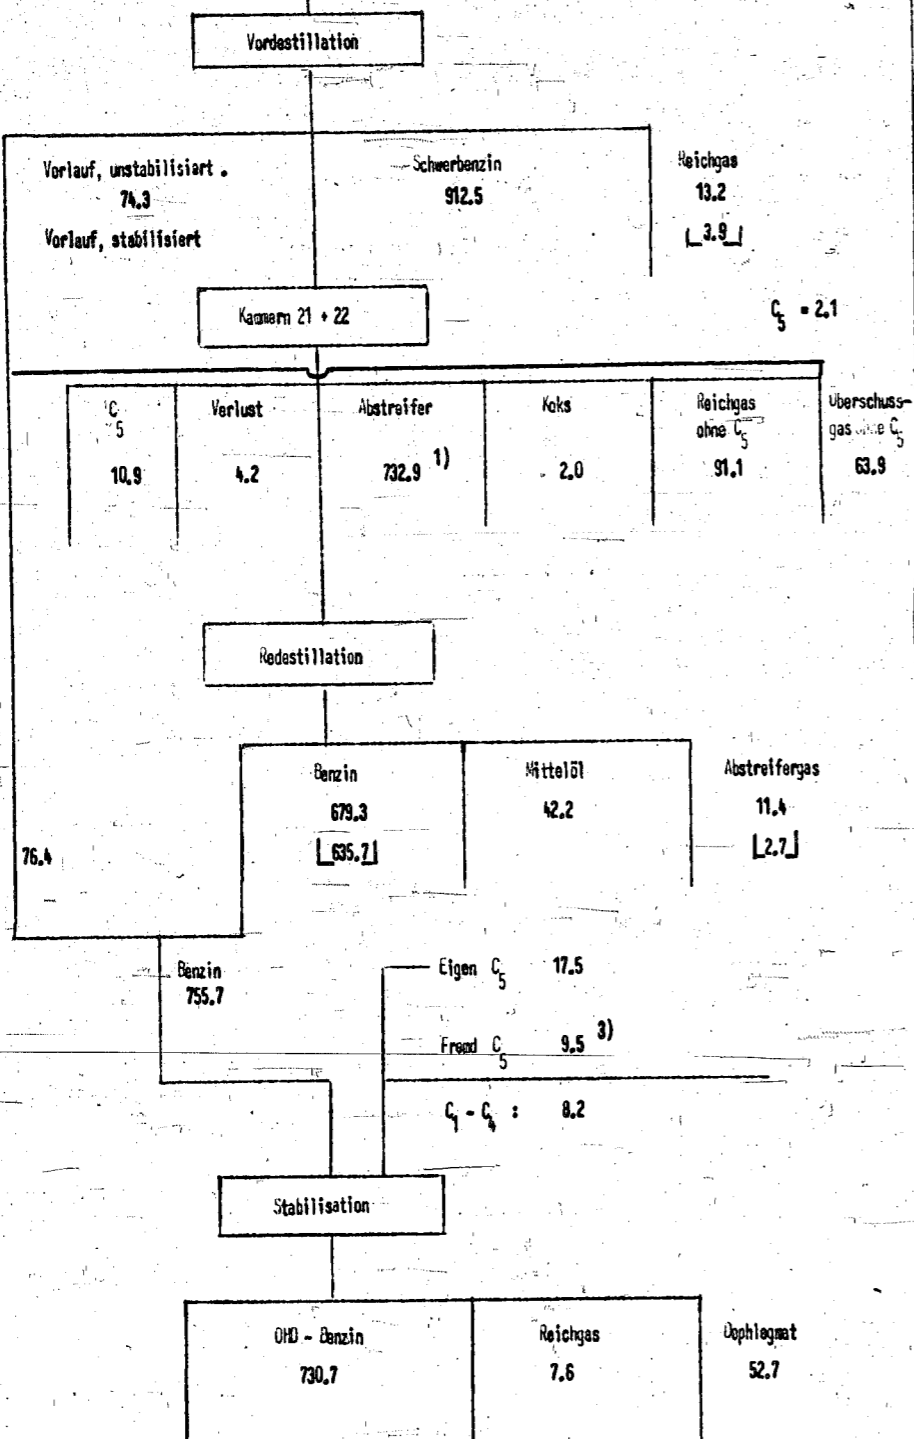 Vordestillation
Vorlauf, unstabilisiert .
74.3
Vorlauf, stabilisiert
Schwerbenzin
912.5
Reichgas
13.2
3.9
Kammern 21 + 22
C5 = 2.1
C5
10.9
Verlust
4.2
Abstreifer
732.9 1)
Koks
2.0
Reichgas
ohne C5
91.1
Überschuss-
gas ohne C5
63.9
Redestillation
Benzin
679.3
635.7
Mittelöl
42.2
Abstreifergas
11.4
2.7
76.4
Benzin
755.7
Eigen C5 17.5
Fremd C5 9.5 3)
C1 - C4 : 8.2
Stabilisation
OHD - Benzin
730.7
Reichgas
7.6
Dephlegmat
52.7